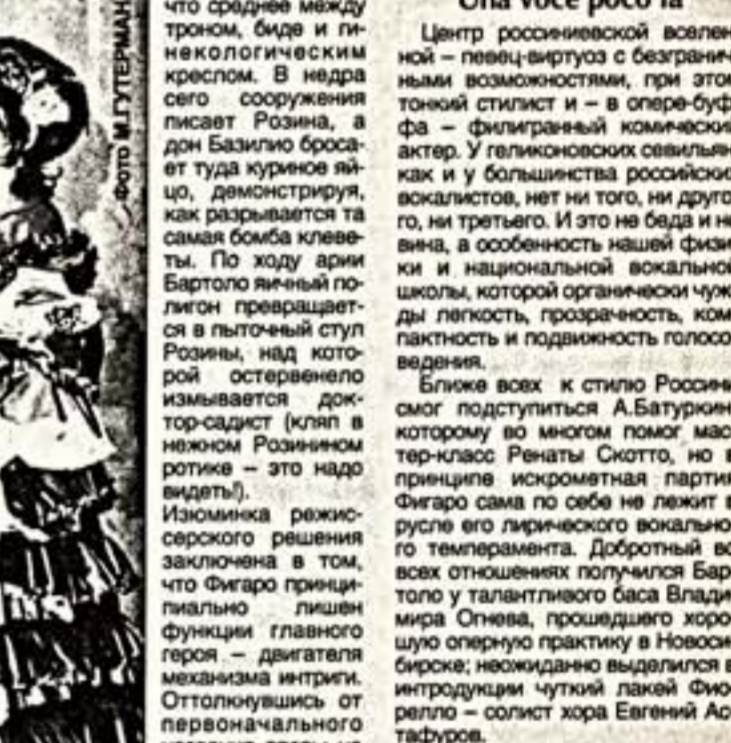 Фото М.ГУТЕРМАН
что среднее между
троном, биде и ги-
некологическим
креслом. В недра
сего сооружения
писает Розина, а
дон Базилио броса-
ет туда куриное яй-
цо, демонстрируя,
как разрывается та
самая бомба клеве-
ты. По ходу арии
Бартоло яичный по-
лигон превращает-
ся в пыточный стул
Розины, над кото-
рой остервенело
измывается док-
тор-садист (кляп в
нежном Розинином
ротике – это надо
видеть!).
Изюминка режис-
серского решения
заключена в том,
что Фигаро принци-
пиально лишен
функции главного
героя – двигателя
механизма интриги.
Оттолкнувшись от
первоначального
Una voce poco fa
Центр россиниевской вселен
ной – певец-виртуоз с безгранич
ными возможностями, при этом
тонкий стилист и – в опере-буф
фа – филигранный комический
актер. У геликоновских севильян
как и у большинства российских
вокалистов, нет ни того, ни друго
го, ни третьего. И это не беда и не
вина, а особенность нашей физи
ки и национальной вокальной
школы, которой органически чуж
ды легкость, прозрачность, ком
пактность и подвижность голосо
ведения.
Ближе всех к стилю Россини
смог подступиться А.Батуркин
которому во многом помог мас
тер-класс Ренаты Скотто, но в
принципе искрометная партия
Фигаро сама по себе не лежит в
русле его лирического вокально
го темперамента. Добротный во
всех отношениях получился Бар
толо у талантливого баса Влади
мира Огнева, прошедшего хоро
шую оперную практику в Новоси
бирске; неожиданно выделился в
интродукции чуткий лакей Фио
релло – солист хора Евгений Ас
тафуров.